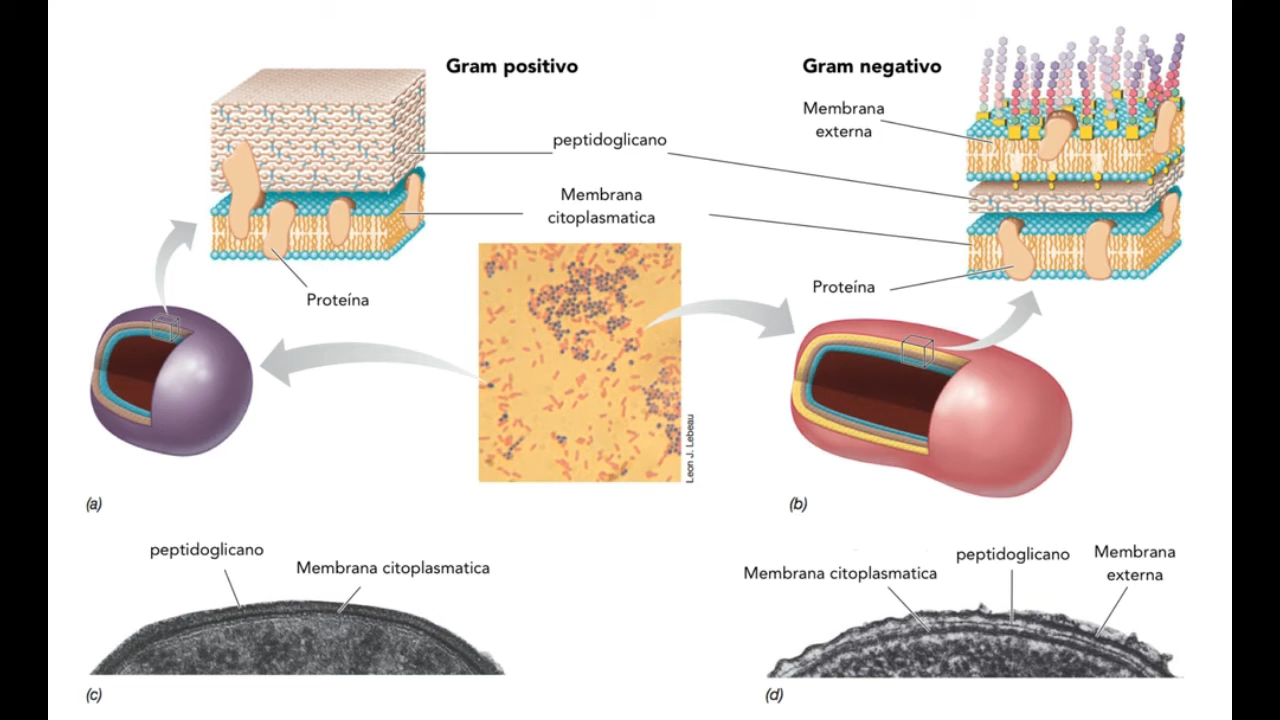 Gram positivo
Gram negativo
Membrana
externa
peptidoglicano
Membrana
citoplasmatica
Proteína
Proteína
Leon J. Lebeau
(a)
(b)
peptidoglicano
Membrana citoplasmatica
Membrana citoplasmatica
peptidoglicano
Membrana
externa
(c)
(d)